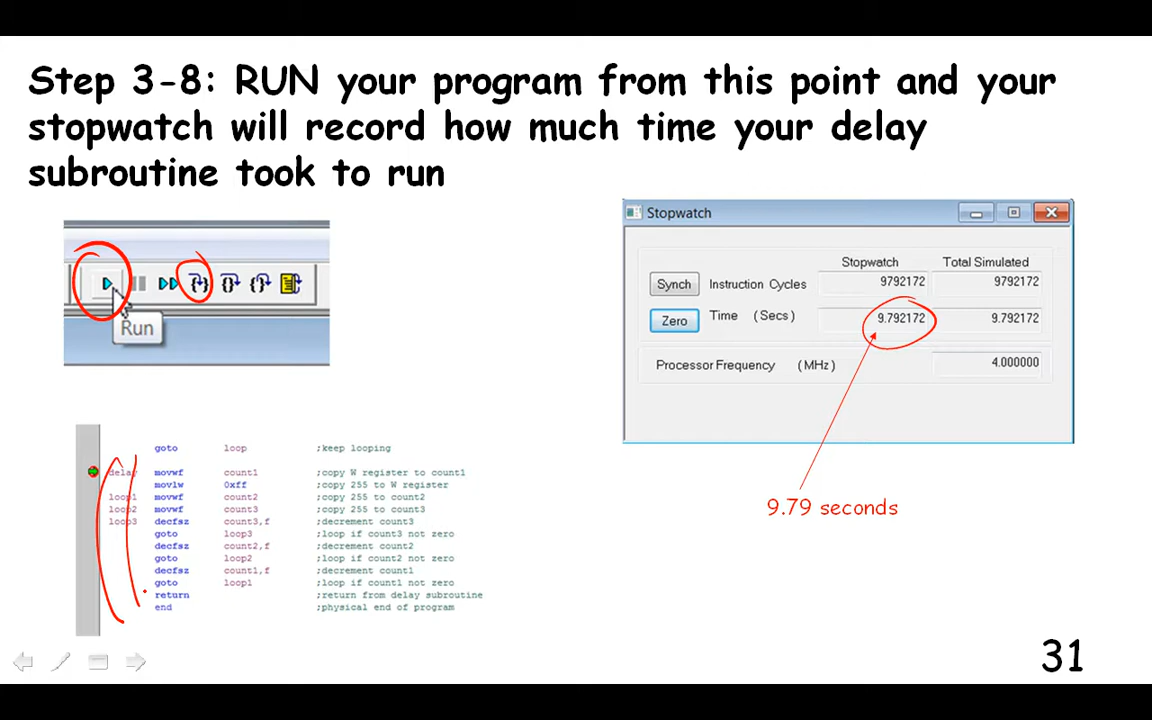 Step 3-8: RUN your program from this point and your
stopwatch will record how much time your delay
subroutine took to run
Run
Stopwatch
Stopwatch Total Simulated
Synch Instruction Cycles 9792172 9792172
Zero Time (Secs) 9.792172 9.792172
Processor Frequency (MHz) 4.000000
9.79 seconds
goto loop ;keep looping
delay movwf count1 ;copy W register to count1
movlw 0xff ;copy 255 to W register
loop1 movwf count2 ;copy 255 to count2
loop2 movwf count3 ;copy 255 to count3
loop3 decfsz count3,f ;decrement count3
goto loop3 ;loop if count3 not zero
decfsz count2,f ;decrement count2
goto loop2 ;loop if count2 not zero
decfsz count1,f ;decrement count1
goto loop1 ;loop if count1 not zero
return ;return from delay subroutine
end ;physical end of program
31